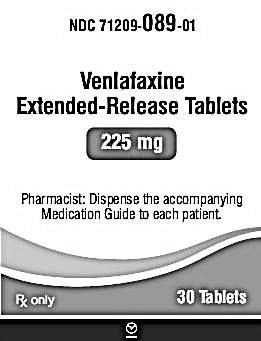 NDC 71209-089-01
Venlafaxine
Extended-Release Tablets
225 mg
Pharmacist: Dispense the accompanying
Medication Guide to each patient.
Rx only
30 Tablets